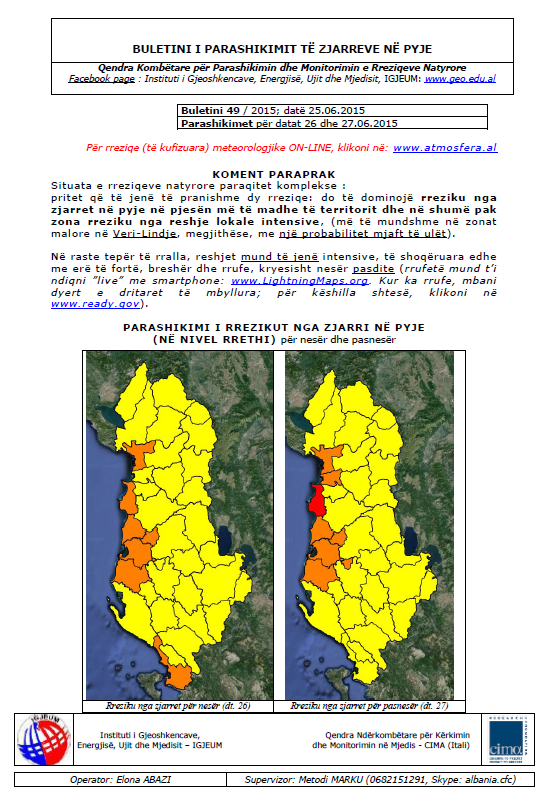 BULETINI I PARASHIKIMIT TË ZJARREVE NË PYJE
Qendra Kombëtare për Parashikimin dhe Monitorimin e Rreziqeve Natyrore
Facebook page : Instituti i Gjeoshkencave, Energjisë, Ujit dhe Mjedisit, IGJEUM: www.geo.edu.al
Buletini 49 / 2015; datë 25.06.2015
Parashikimet për datat 26 dhe 27.06.2015
Për rreziqe (të kufizuara) meteorologjike ON-LINE, klikoni në: www.atmosfera.al
KOMENT PARAPRAK
Situata e rreziqeve natyrore paraqitet komplekse :
pritet që të jenë të pranishme dy rreziqe: do të dominojë rreziku nga
zjarret në pyje në pjesën më të madhe të territorit dhe në shumë pak
zona rreziku nga reshje lokale intensive, (më të mundshme në zonat
malore në Veri-Lindje, megjithëse, me një probabilitet mjaft të ulët).
Në raste tepër të rralla, reshjet mund të jenë intensive, të shoqëruara edhe
me erë të fortë, breshër dhe rrufe, kryesisht nesër pasdite (rrufetë mund t'i
ndiqni "live" me smartphone: www.LightningMaps.org. Kur ka rrufe, mbani
dyert e dritaret të mbyllura; për këshilla shtesë, klikoni në
www.ready.gov).
PARASHIKIMI I RREZIKUT NGA ZJARRI NË PYJE
(NË NIVEL RRETHI) për nesër dhe pasnesër
Rreziku nga zjarret për nesër (dt. 26)
Rreziku nga zjarret për pasnesër (dt. 27)
IGJEUM
Instituti i Gjeoshkencave,
Energjisë, Ujit dhe Mjedisit – IGJEUM
Qendra Ndërkombëtare për Kërkimin
dhe Monitorimin në Mjedis - CIMA (Itali)
cima
Operator: Elona ABAZI
Supervizor: Metodi MARKU (0682151291, Skype: albania.cfc)